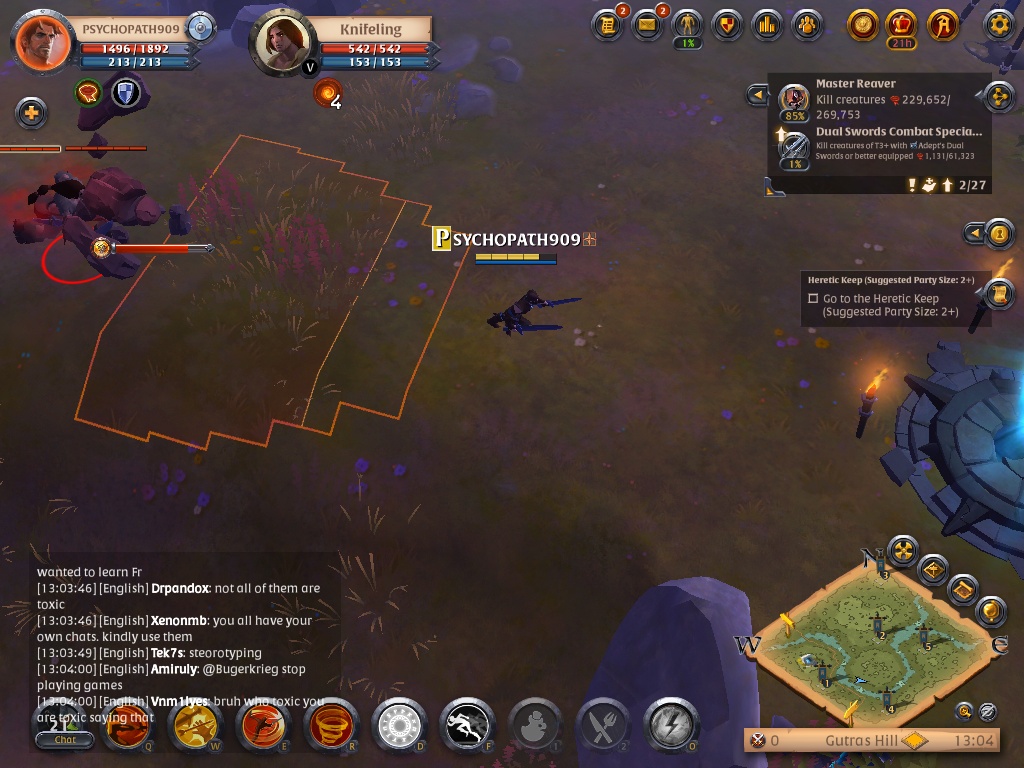 PSYCHOPATH909
1496 / 1892
213 / 213
Knifeling
542 / 542
153 / 153
V
4
2
2
1%
21h
Master Reaver
Kill creatures 229,652/
269,753
85%
Dual Swords Combat Specia...
Kill creatures of T3+ with Adept's Dual
Swords or better equipped 1,131/61,323
1%
2/27
PSYCHOPATH909
Heretic Keep (Suggested Party Size: 2+)
Go to the Heretic Keep
(Suggested Party Size: 2+)
wanted to learn Fr
[13:03:46] [English] Drpandox: not all of them are
toxic
[13:03:46] [English] Xenonmb: you all have your
own chats. kindly use them
[13:03:49] [English] Tek7s: steorotyping
[13:04:00] [English] Amiruly: @Bugerkrieg stop
playing games
[13:04:00] [English] Vnm1lyes: bruh who toxic you
are toxic saying that
21
Chat
Q
W
E
R
D
F
1
2
O
N
W
E
3
2
5
1
4
0
Gutras Hill
13:04